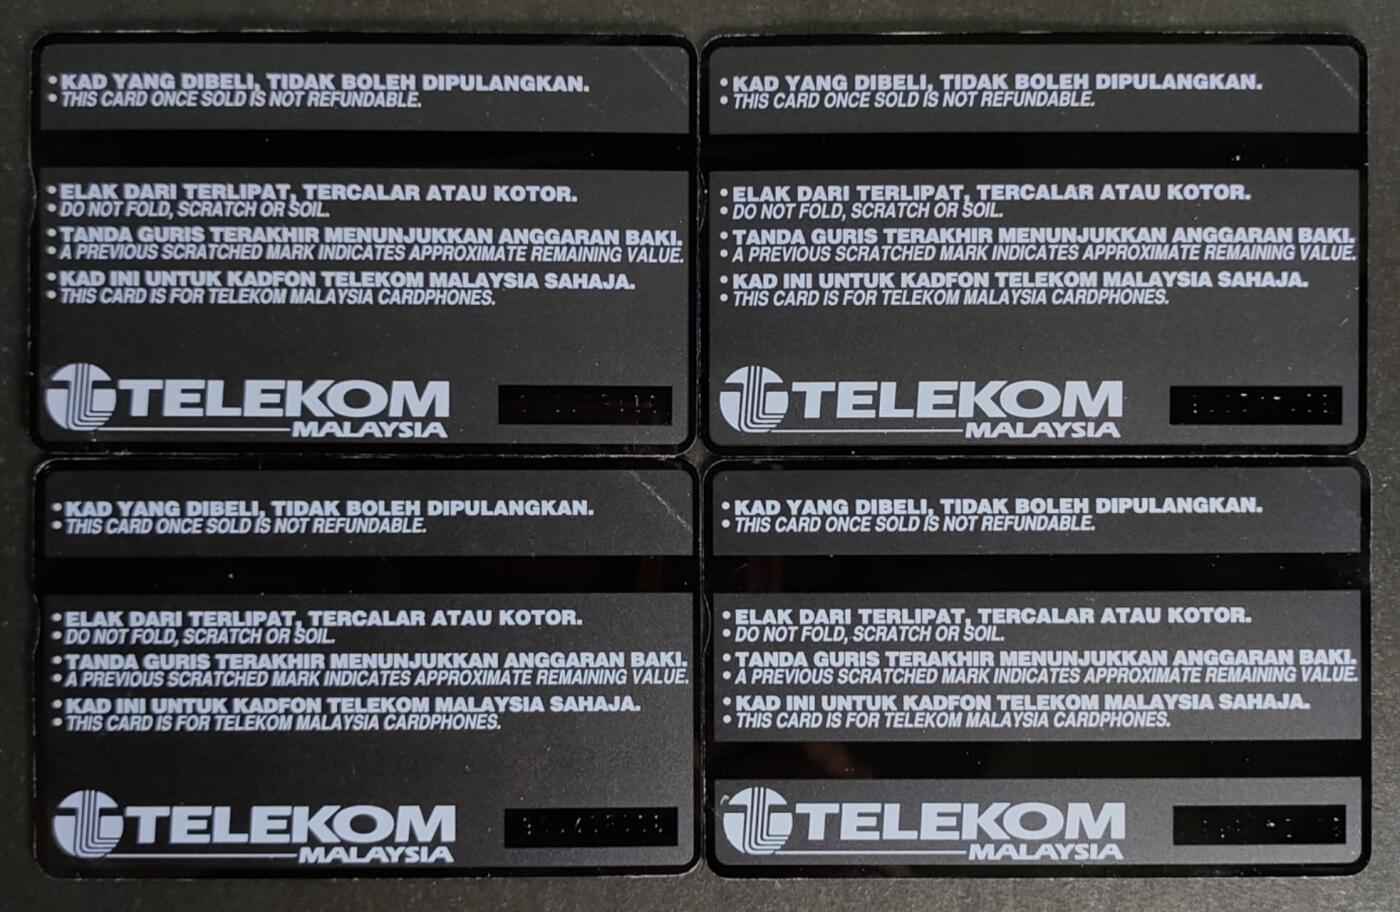 • KAD YANG DIBELI, TIDAK BOLEH DIPULANGKAN.
• THIS CARD ONCE SOLD IS NOT REFUNDABLE.
• ELAK DARI TERLIPAT, TERCALAR ATAU KOTOR.
• DO NOT FOLD, SCRATCH OR SOIL.
• TANDA GURIS TERAKHIR MENUNJUKKAN ANGGARAN BAKI.
• A PREVIOUS SCRATCHED MARK INDICATES APPROXIMATE REMAINING VALUE.
• KAD INI UNTUK KADFON TELEKOM MALAYSIA SAHAJA.
• THIS CARD IS FOR TELEKOM MALAYSIA CARDPHONES.
TELEKOM
MALAYSIA
• KAD YANG DIBELI, TIDAK BOLEH DIPULANGKAN.
• THIS CARD ONCE SOLD IS NOT REFUNDABLE.
• ELAK DARI TERLIPAT, TERCALAR ATAU KOTOR.
• DO NOT FOLD, SCRATCH OR SOIL.
• TANDA GURIS TERAKHIR MENUNJUKKAN ANGGARAN BAKI.
• A PREVIOUS SCRATCHED MARK INDICATES APPROXIMATE REMAINING VALUE.
• KAD INI UNTUK KADFON TELEKOM MALAYSIA SAHAJA.
• THIS CARD IS FOR TELEKOM MALAYSIA CARDPHONES.
TELEKOM
MALAYSIA
• KAD YANG DIBELI, TIDAK BOLEH DIPULANGKAN.
• THIS CARD ONCE SOLD IS NOT REFUNDABLE.
• ELAK DARI TERLIPAT, TERCALAR ATAU KOTOR.
• DO NOT FOLD, SCRATCH OR SOIL.
• TANDA GURIS TERAKHIR MENUNJUKKAN ANGGARAN BAKI.
• A PREVIOUS SCRATCHED MARK INDICATES APPROXIMATE REMAINING VALUE.
• KAD INI UNTUK KADFON TELEKOM MALAYSIA SAHAJA.
• THIS CARD IS FOR TELEKOM MALAYSIA CARDPHONES.
TELEKOM
MALAYSIA
• KAD YANG DIBELI, TIDAK BOLEH DIPULANGKAN.
• THIS CARD ONCE SOLD IS NOT REFUNDABLE.
• ELAK DARI TERLIPAT, TERCALAR ATAU KOTOR.
• DO NOT FOLD, SCRATCH OR SOIL.
• TANDA GURIS TERAKHIR MENUNJUKKAN ANGGARAN BAKI.
• A PREVIOUS SCRATCHED MARK INDICATES APPROXIMATE REMAINING VALUE.
• KAD INI UNTUK KADFON TELEKOM MALAYSIA SAHAJA.
• THIS CARD IS FOR TELEKOM MALAYSIA CARDPHONES.
TELEKOM
MALAYSIA